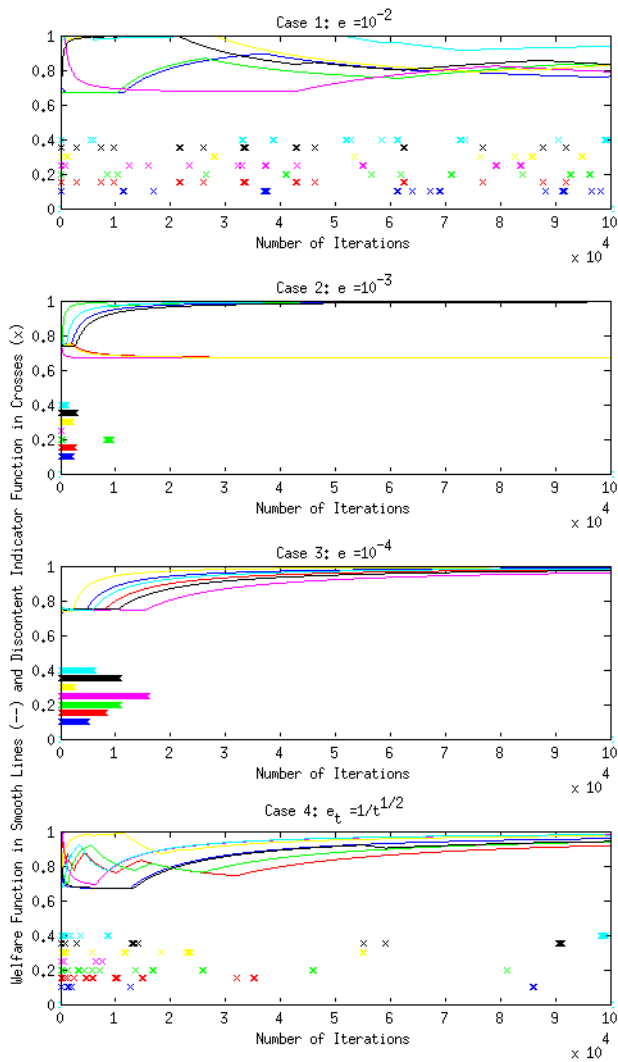 Case 1: e =10^-2
1
0.8
0.6
0.4
0.2
0
0 1 2 3 4 5 6 7 8 9 10
Number of Iterations
x 10^4
Case 2: e =10^-3
1
0.8
0.6
0.4
0.2
0
0 1 2 3 4 5 6 7 8 9 10
Number of Iterations
x 10^4
Case 3: e =10^-4
1
0.8
0.6
0.4
0.2
0
0 1 2 3 4 5 6 7 8 9 10
Number of Iterations
x 10^4
Case 4: e_t =1/t^1/2
1
0.8
0.6
0.4
0.2
0
0 1 2 3 4 5 6 7 8 9 10
Number of Iterations
x 10^4
Welfare Function in Smooth Lines (--) and Discontent Indicator Function in Crosses (x)